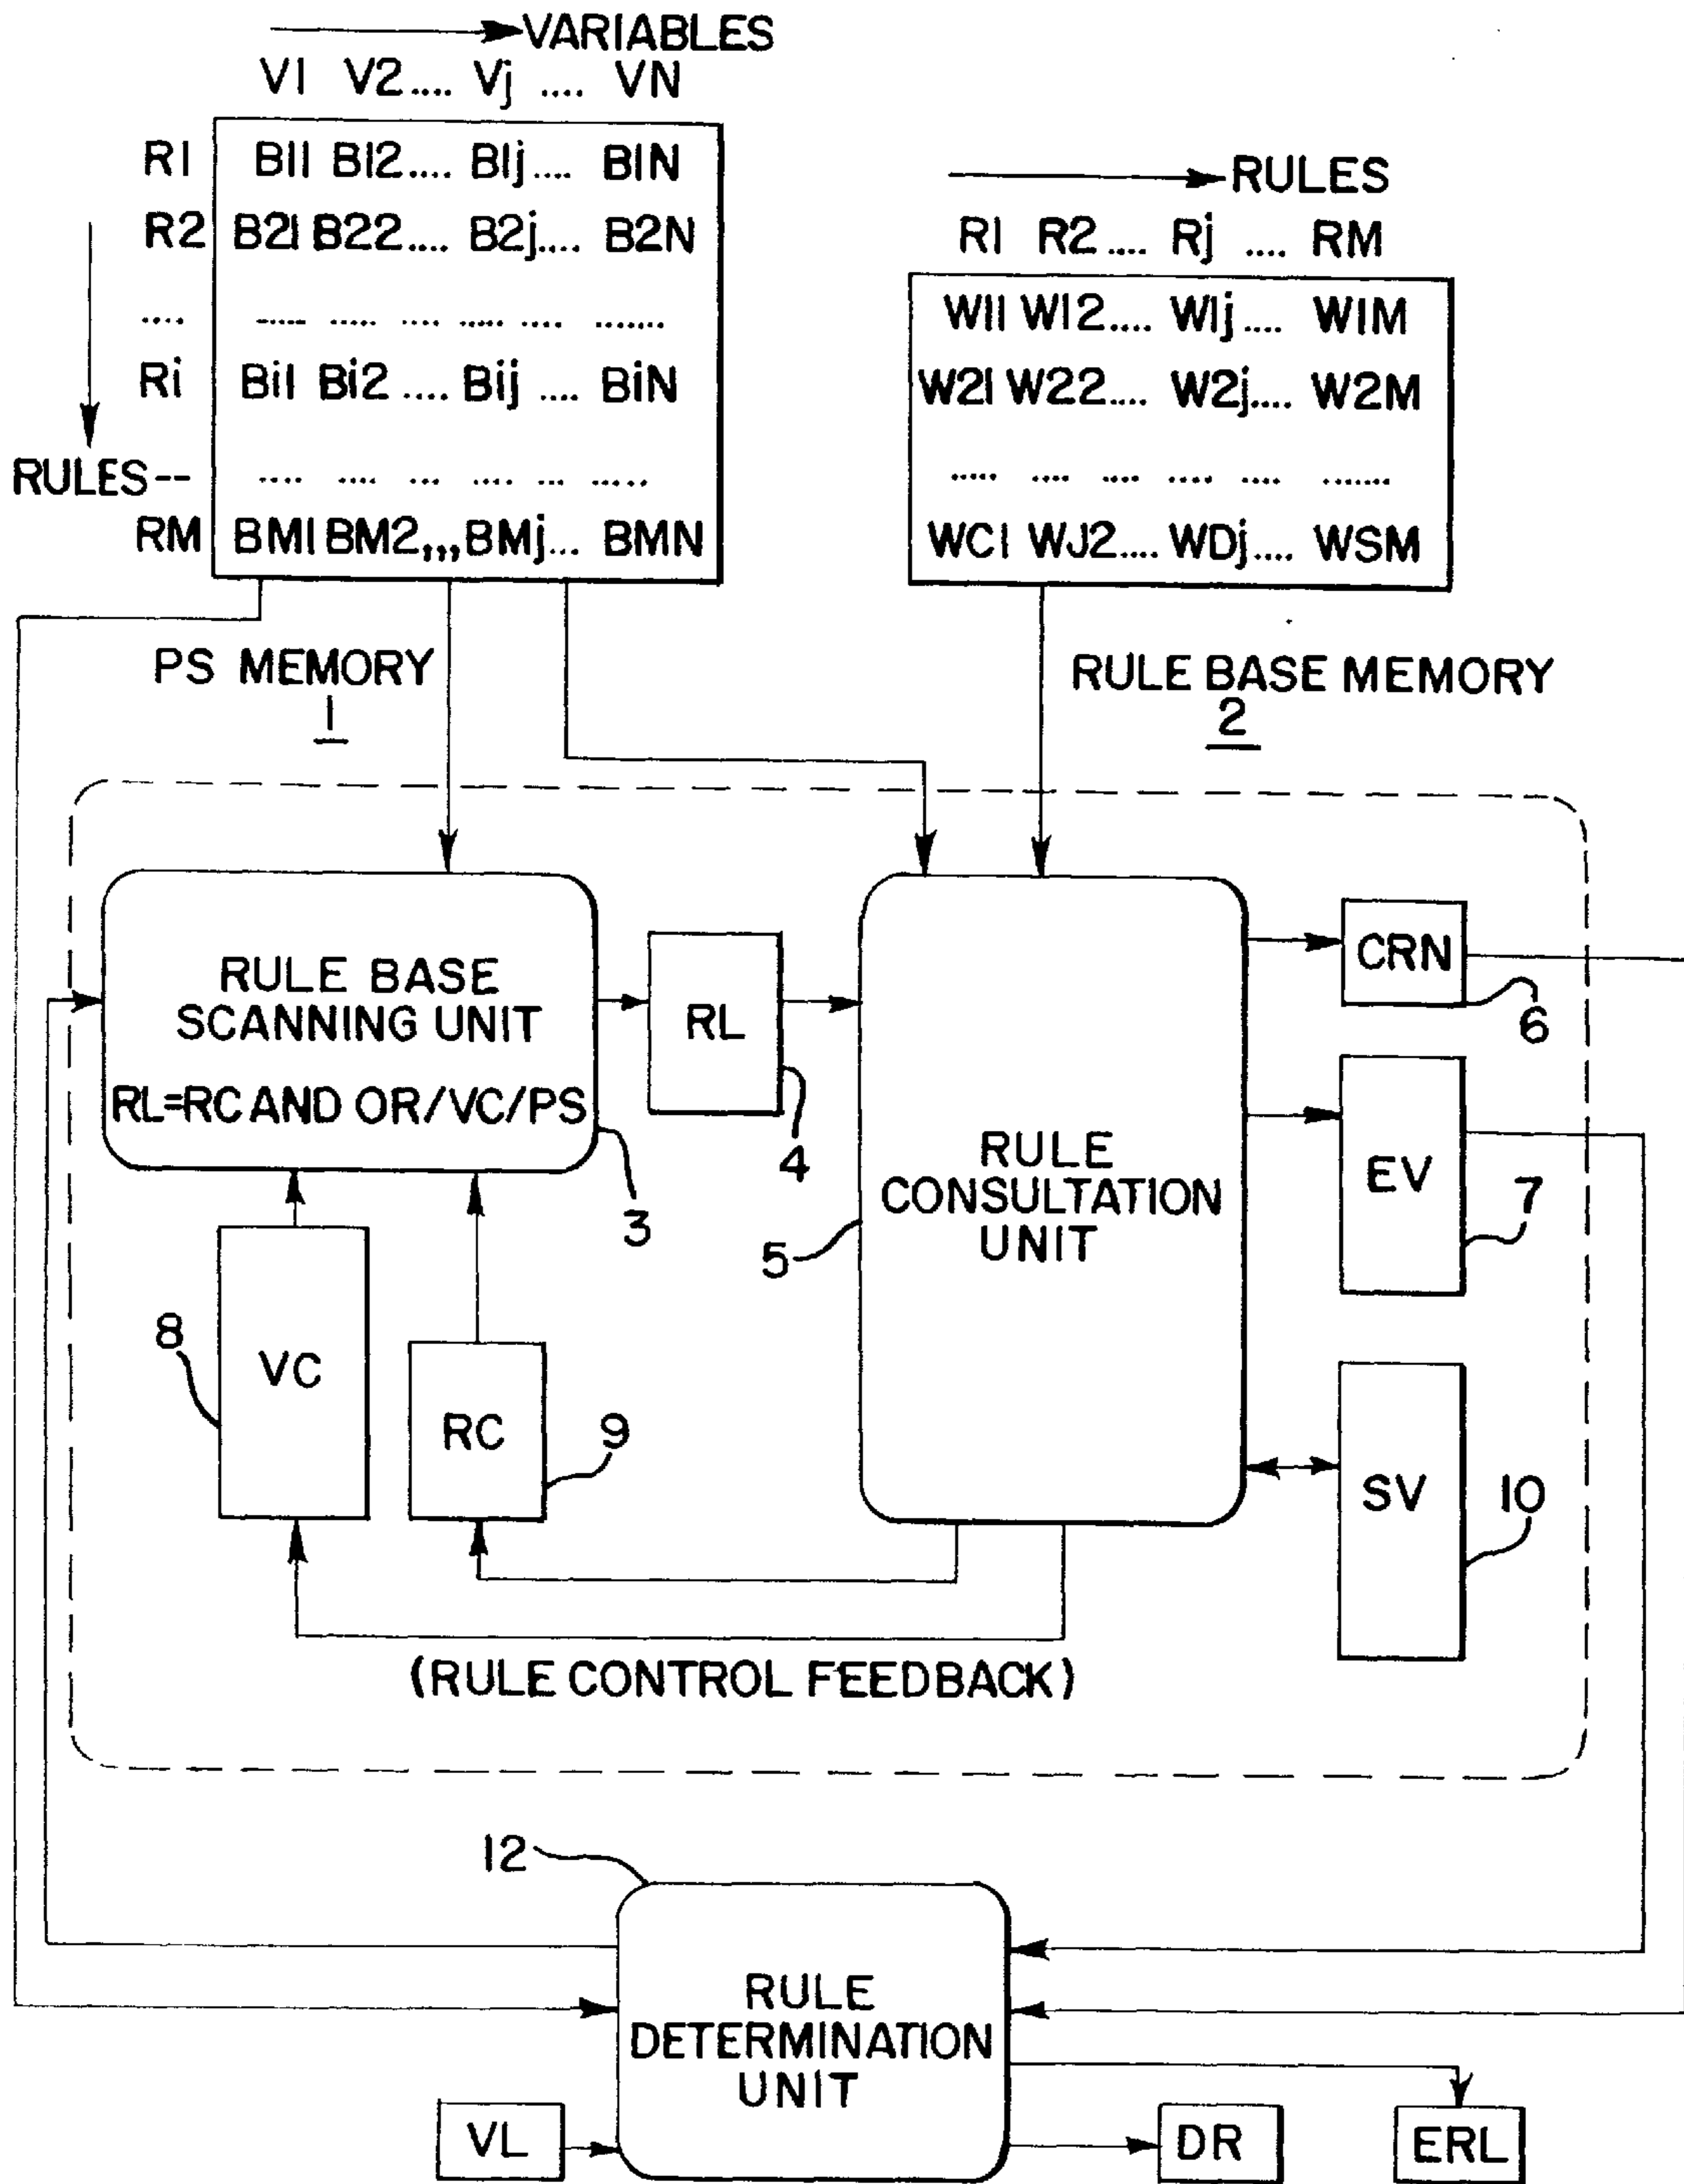 VARIABLES
V1 V2.... Vj .... VN
R1 B11 B12.... B1j.... B1N
R2 B21 B22.... B2j.... B2N
.... ..... ..... .... ..... .... .......
Ri Bi1 Bi2 .... Bij .... BiN
RULES -- .... .... ... .... ... .....
RM BM1 BM2,,, BMj... BMN
RULES
R1 R2 .... Rj .... RM
W11 W12.... W1j.... W1M
W21 W22.... W2j.... W2M
..... .... .... ..... .... .......
WC1 WJ2.... WDj.... WSM
PS MEMORY
1
RULE BASE MEMORY
2
RULE BASE
SCANNING UNIT
RL=RC AND OR/VC/PS
3
RL
4
RULE
CONSULTATION
UNIT
5
CRN
6
EV
7
VC
8
RC
9
SV
10
(RULE CONTROL FEEDBACK)
12
RULE
DETERMINATION
UNIT
VL
DR
ERL